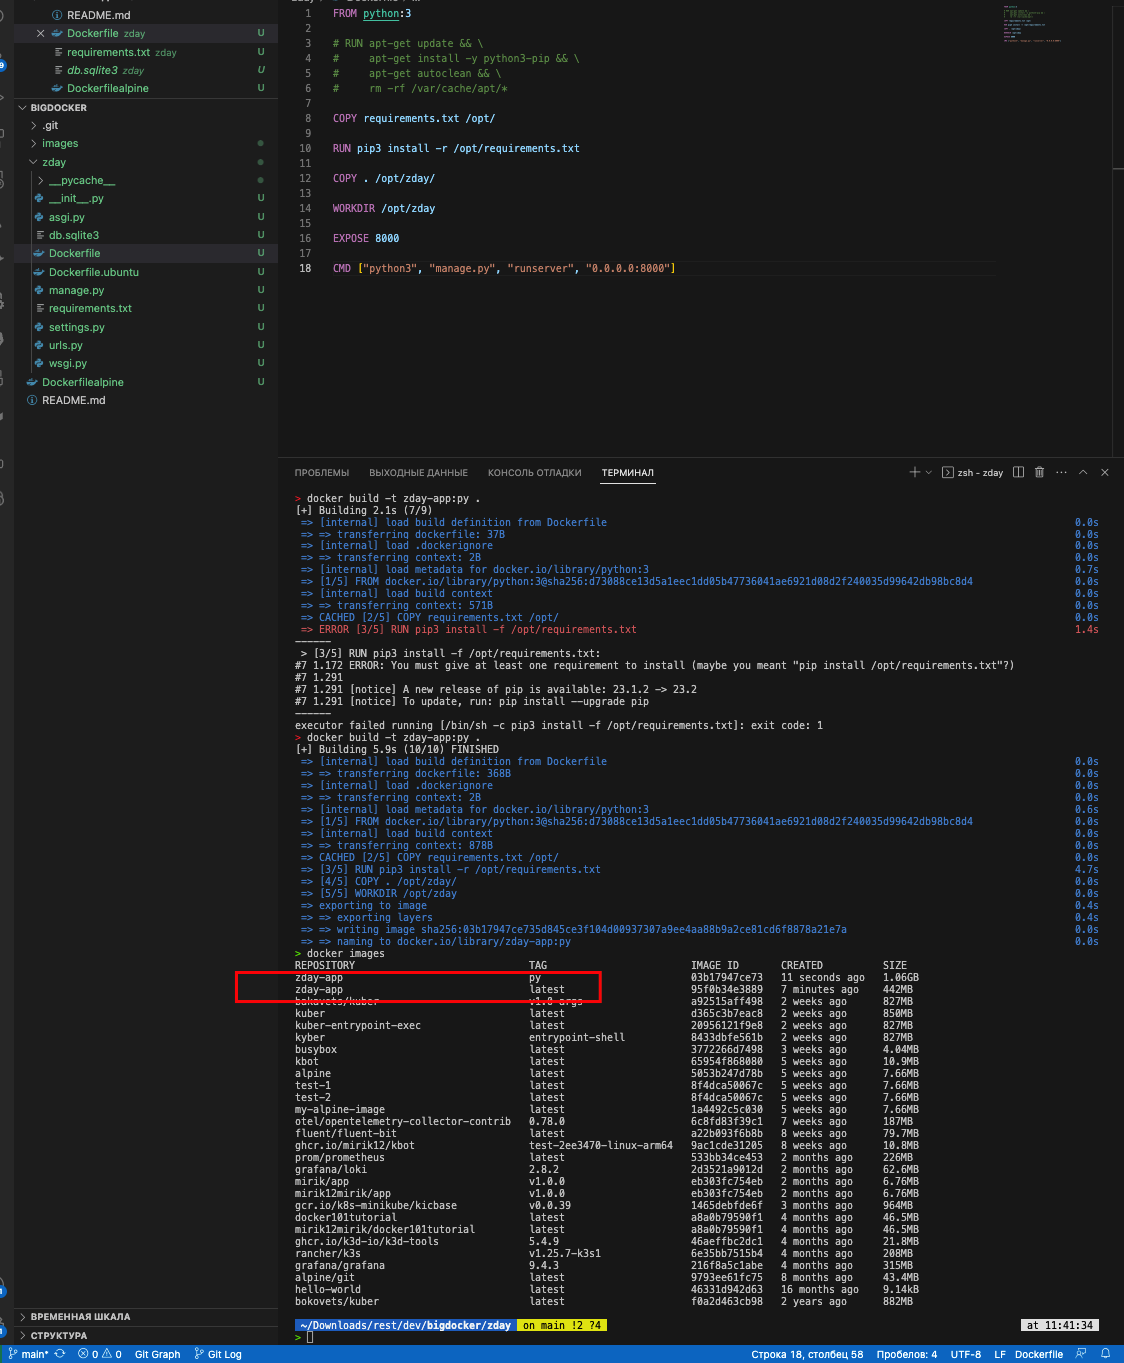 README.md
Dockerfile zday U
requirements.txt zday U
db.sqlite3 zday U
Dockerfilealpine U
BIGDOCKER
.git
images
zday
__pycache__
__init__.py U
asgi.py U
db.sqlite3 U
Dockerfile U
Dockerfile.ubuntu U
manage.py U
requirements.txt U
settings.py U
urls.py U
wsgi.py U
Dockerfilealpine U
README.md
ВРЕМЕННАЯ ШКАЛА
СТРУКТУРА
1 FROM python:3
2
3 # RUN apt-get update && \
4 #     apt-get install -y python3-pip && \
5 #     apt-get autoclean && \
6 #     rm -rf /var/cache/apt/*
7
8 COPY requirements.txt /opt/
9
10 RUN pip3 install -r /opt/requirements.txt
11
12 COPY . /opt/zday/
13
14 WORKDIR /opt/zday
15
16 EXPOSE 8000
17
18 CMD ["python3", "manage.py", "runserver", "0.0.0.0:8000"]
ПРОБЛЕМЫ ВЫХОДНЫЕ ДАННЫЕ КОНСОЛЬ ОТЛАДКИ ТЕРМИНАЛ zsh - zday
> docker build -t zday-app:py .
[+] Building 2.1s (7/9)
=> [internal] load build definition from Dockerfile 0.0s
=> => transferring dockerfile: 37B 0.0s
=> [internal] load .dockerignore 0.0s
=> => transferring context: 2B 0.0s
=> [internal] load metadata for docker.io/library/python:3 0.7s
=> [1/5] FROM docker.io/library/python:3@sha256:d73088ce13d5a1eec1dd05b47736041ae6921d08d2f240035d99642db98bc8d4 0.0s
=> [internal] load build context 0.0s
=> => transferring context: 571B 0.0s
=> CACHED [2/5] COPY requirements.txt /opt/ 0.0s
=> ERROR [3/5] RUN pip3 install -f /opt/requirements.txt 1.4s
------
> [3/5] RUN pip3 install -f /opt/requirements.txt:
#7 1.172 ERROR: You must give at least one requirement to install (maybe you meant "pip install /opt/requirements.txt"?)
#7 1.291
#7 1.291 [notice] A new release of pip is available: 23.1.2 -> 23.2
#7 1.291 [notice] To update, run: pip install --upgrade pip
------
executor failed running [/bin/sh -c pip3 install -f /opt/requirements.txt]: exit code: 1
> docker build -t zday-app:py .
[+] Building 5.9s (10/10) FINISHED
=> [internal] load build definition from Dockerfile 0.0s
=> => transferring dockerfile: 368B 0.0s
=> [internal] load .dockerignore 0.0s
=> => transferring context: 2B 0.0s
=> [internal] load metadata for docker.io/library/python:3 0.6s
=> [1/5] FROM docker.io/library/python:3@sha256:d73088ce13d5a1eec1dd05b47736041ae6921d08d2f240035d99642db98bc8d4 0.0s
=> [internal] load build context 0.0s
=> => transferring context: 878B 0.0s
=> CACHED [2/5] COPY requirements.txt /opt/ 0.0s
=> [3/5] RUN pip3 install -r /opt/requirements.txt 4.7s
=> [4/5] COPY . /opt/zday/ 0.0s
=> [5/5] WORKDIR /opt/zday 0.0s
=> exporting to image 0.4s
=> => exporting layers 0.4s
=> => writing image sha256:03b17947ce735d845ce3f104d00937307a9ee4aa88b9a2ce81cd6f8878a21e7a 0.0s
=> => naming to docker.io/library/zday-app:py 0.0s
> docker images
REPOSITORY TAG IMAGE ID CREATED SIZE
zday-app py 03b17947ce73 11 seconds ago 1.06GB
zday-app latest 95f0b34e3889 7 minutes ago 442MB
bakovets/kuber v1.0-args a92515aff498 2 weeks ago 827MB
kuber latest d365c3b7eac8 2 weeks ago 850MB
kuber-entrypoint-exec latest 20956121f9e8 2 weeks ago 827MB
kyber entrypoint-shell 8433dbfe561b 2 weeks ago 827MB
busybox latest 3772266d7498 3 weeks ago 4.04MB
kbot latest 65954f868080 5 weeks ago 10.9MB
alpine latest 5053b247d78b 5 weeks ago 7.66MB
test-1 latest 8f4dca50067c 5 weeks ago 7.66MB
test-2 latest 8f4dca50067c 5 weeks ago 7.66MB
my-alpine-image latest 1a4492c5c030 5 weeks ago 7.66MB
otel/opentelemetry-collector-contrib 0.78.0 6c8fd83f39c1 7 weeks ago 187MB
fluent/fluent-bit latest a22b093f6b8b 8 weeks ago 79.7MB
ghcr.io/mirik12/kbot test-2ee3470-linux-arm64 9ac1cde31205 8 weeks ago 10.8MB
prom/prometheus latest 533bb34ce453 2 months ago 226MB
grafana/loki 2.8.2 2d3521a9012d 2 months ago 62.6MB
mirik/app v1.0.0 eb303fc754eb 2 months ago 6.76MB
mirik12mirik/app v1.0.0 eb303fc754eb 2 months ago 6.76MB
gcr.io/k8s-minikube/kicbase v0.0.39 1465debfde6f 3 months ago 964MB
docker101tutorial latest a8a0b79590f1 4 months ago 46.5MB
mirik12mirik/docker101tutorial latest a8a0b79590f1 4 months ago 46.5MB
ghcr.io/k3d-io/k3d-tools 5.4.9 46aeffbc2dc1 4 months ago 21.8MB
rancher/k3s v1.25.7-k3s1 6e35bb7515b4 4 months ago 208MB
grafana/grafana 9.4.3 216f8a5c1abe 4 months ago 315MB
alpine/git latest 9793ee61fc75 8 months ago 43.4MB
hello-world latest 46331d942d63 16 months ago 9.14kB
bokovets/kuber latest f0a2d463cb98 2 years ago 882MB
~/Downloads/rest/dev/bigdocker/zday on main !2 ?4 at 11:41:34
>
main* 0 0 Git Graph Git Log Строка 18, столбец 58 Пробелов: 4 UTF-8 LF Dockerfile